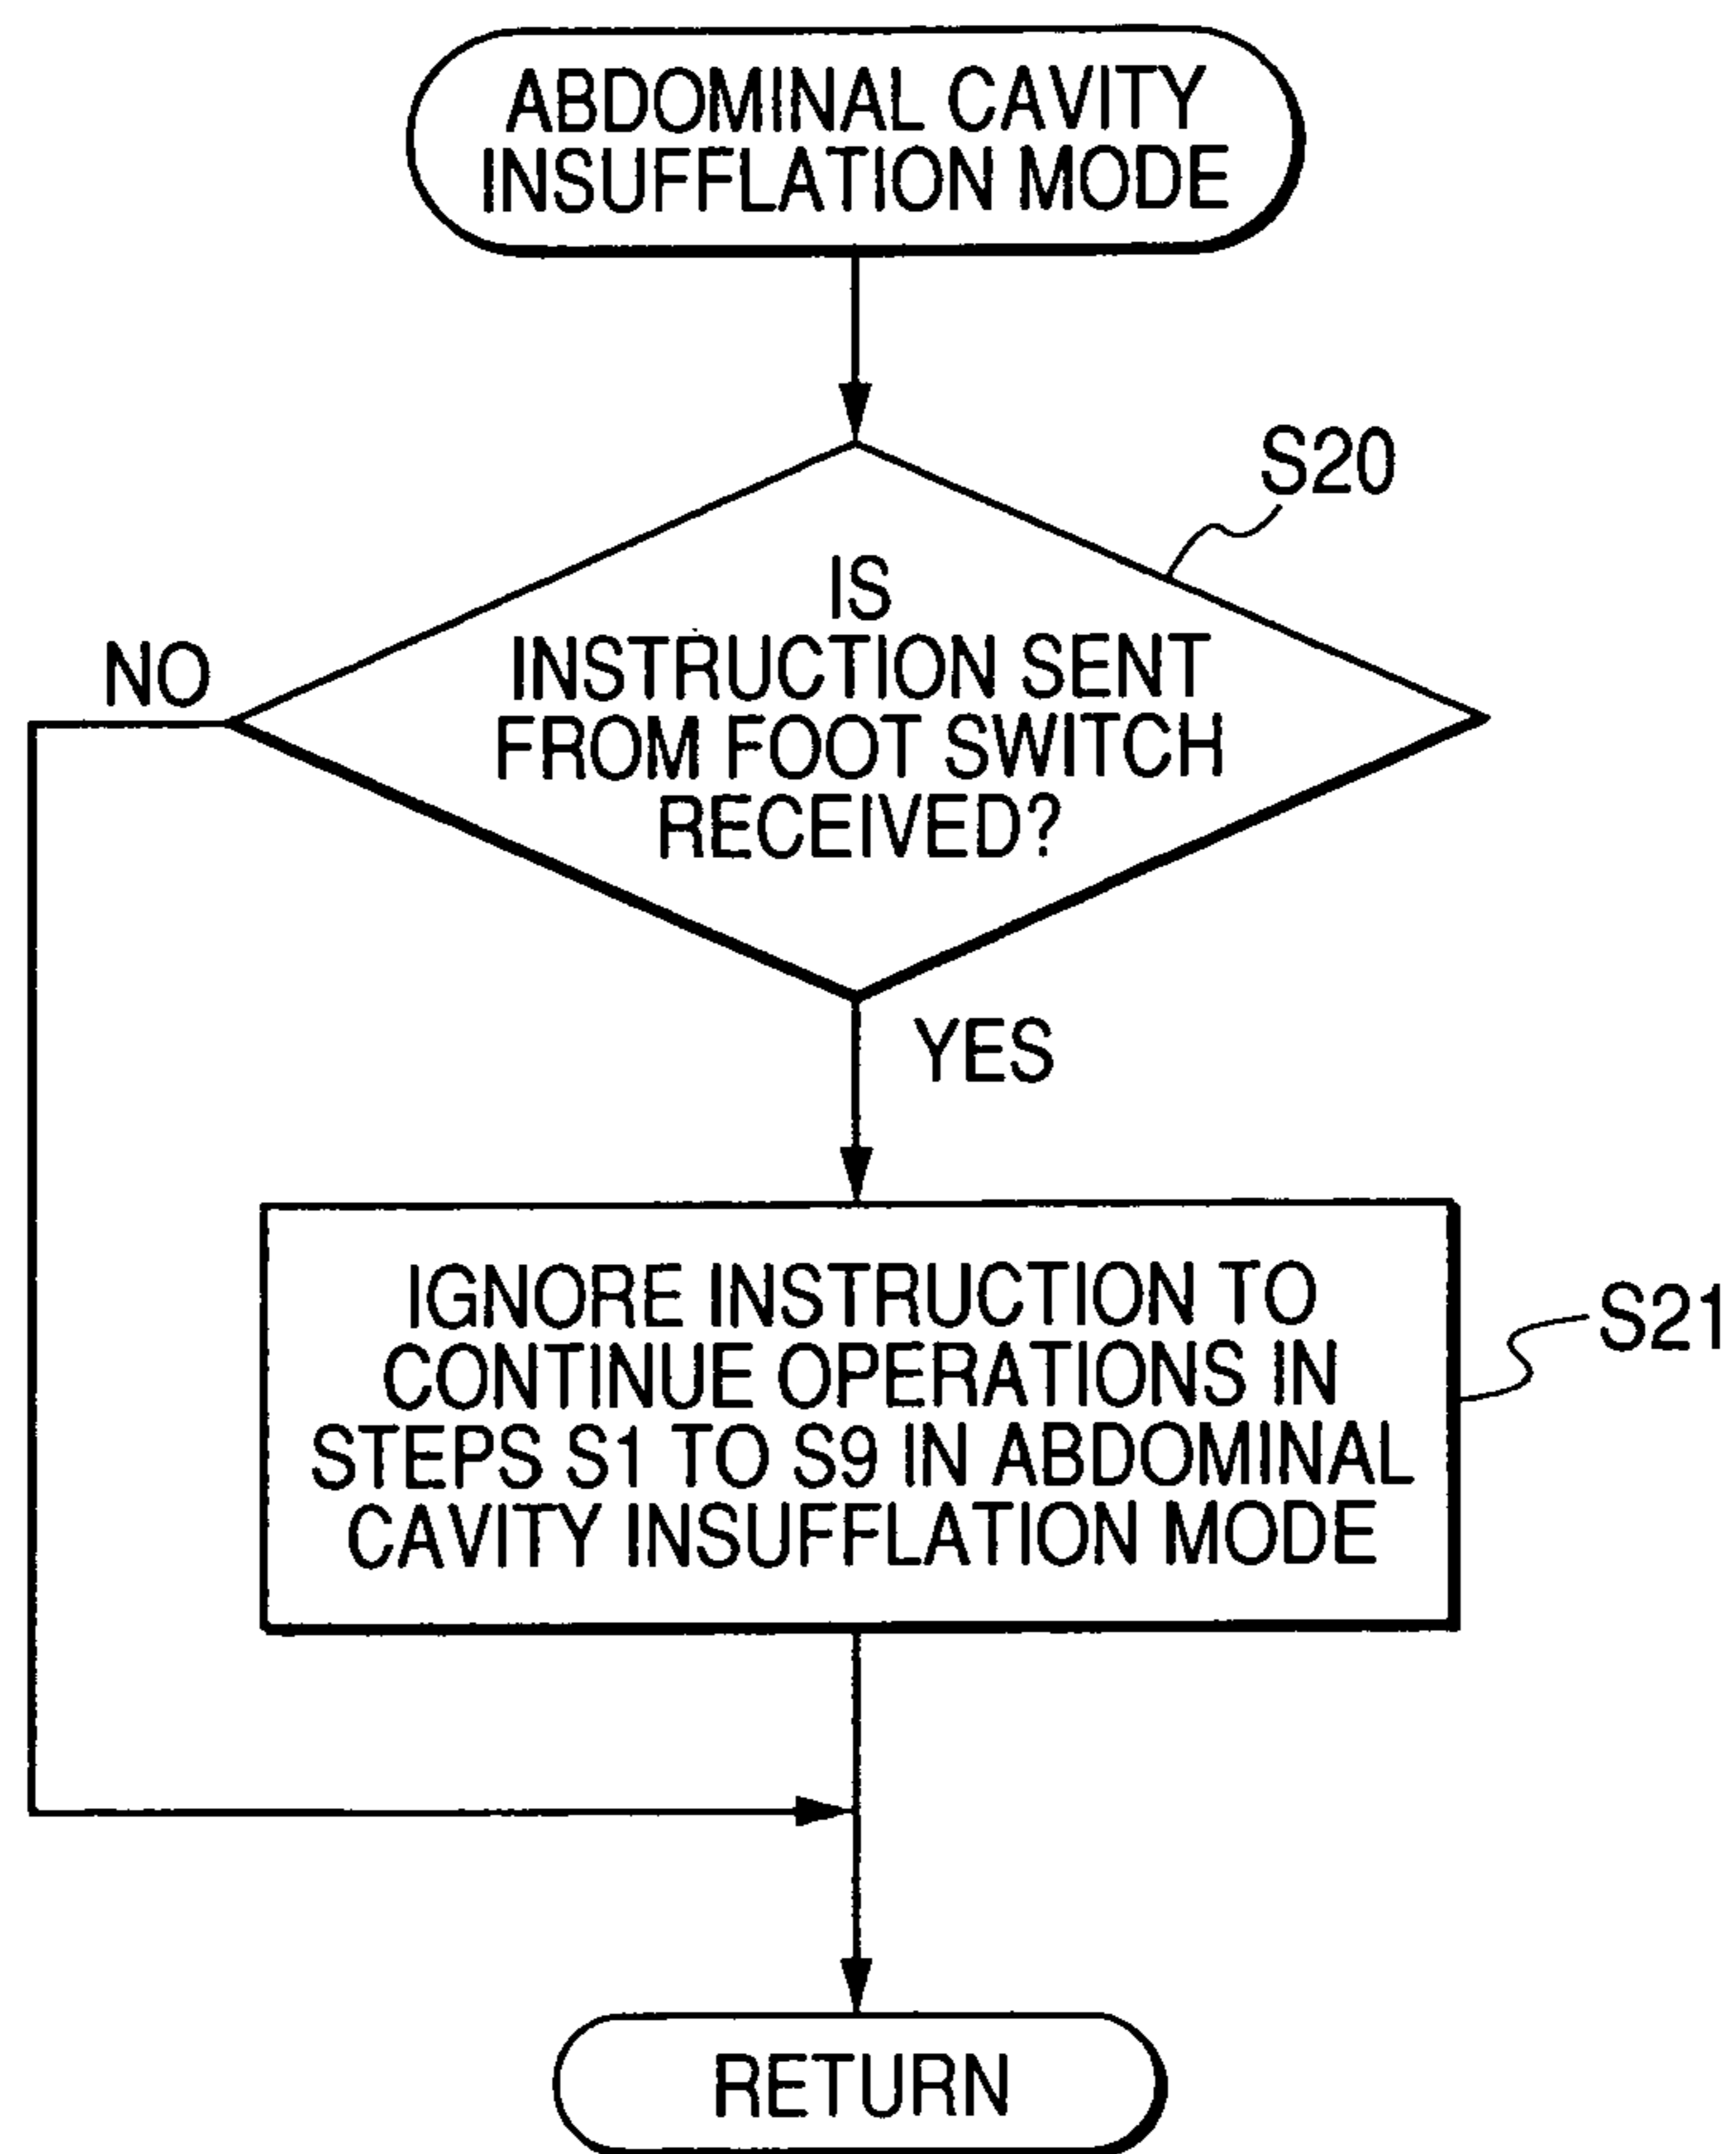 ABDOMINAL CAVITY
INSUFFLATION MODE
S20
IS
INSTRUCTION SENT
FROM FOOT SWITCH
RECEIVED?
NO
YES
IGNORE INSTRUCTION TO
CONTINUE OPERATIONS IN
STEPS S1 TO S9 IN ABDOMINAL
CAVITY INSUFFLATION MODE
S21
RETURN